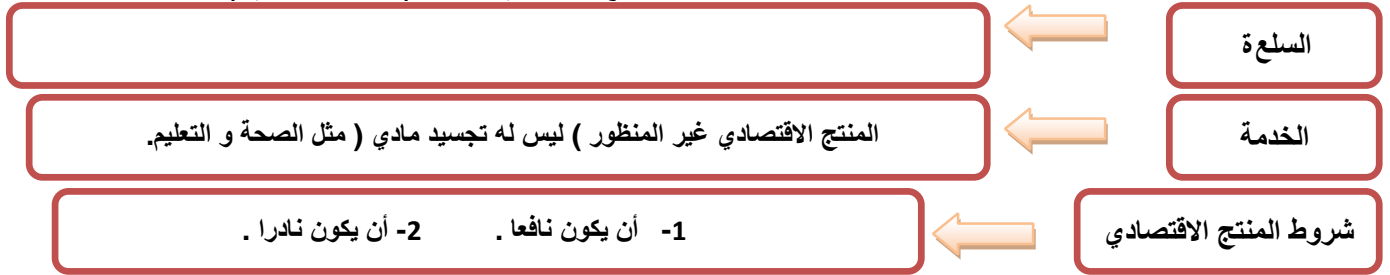 السلعة
الخدمة
المنتج الاقتصادي غير المنظور ) ليس له تجسيد مادي ( مثل الصحة و التعليم.
شروط المنتج الاقتصادي
1- أن يكون نافعا . 2- أن يكون نادرا .